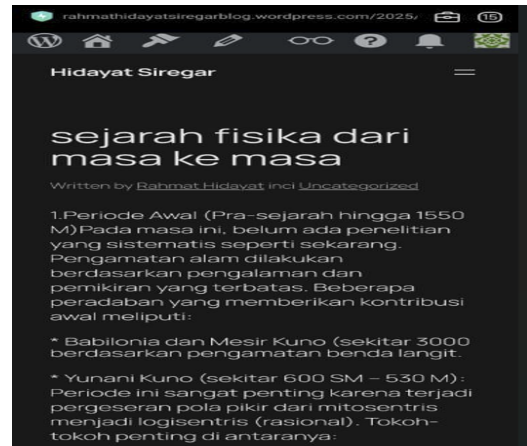 rahmathidayatsiregarblog.wordpress.com/2025/
15
Hidayat Siregar
sejarah fisika dari
masa ke masa
Written by Rahmat Hidayat inci Uncategorized
1.Periode Awal (Pra-sejarah hingga 1550
M)Pada masa ini, belum ada penelitian
yang sistematis seperti sekarang.
Pengamatan alam dilakukan
berdasarkan pengalaman dan
pemikiran yang terbatas. Beberapa
peradaban yang memberikan kontribusi
awal meliputi:
* Babilonia dan Mesir Kuno (sekitar 3000
berdasarkan pengamatan benda langit.
* Yunani Kuno (sekitar 600 SM – 530 M):
Periode ini sangat penting karena terjadi
pergeseran pola pikir dari mitosentris
menjadi logisentris (rasional). Tokoh-
tokoh penting di antaranya: